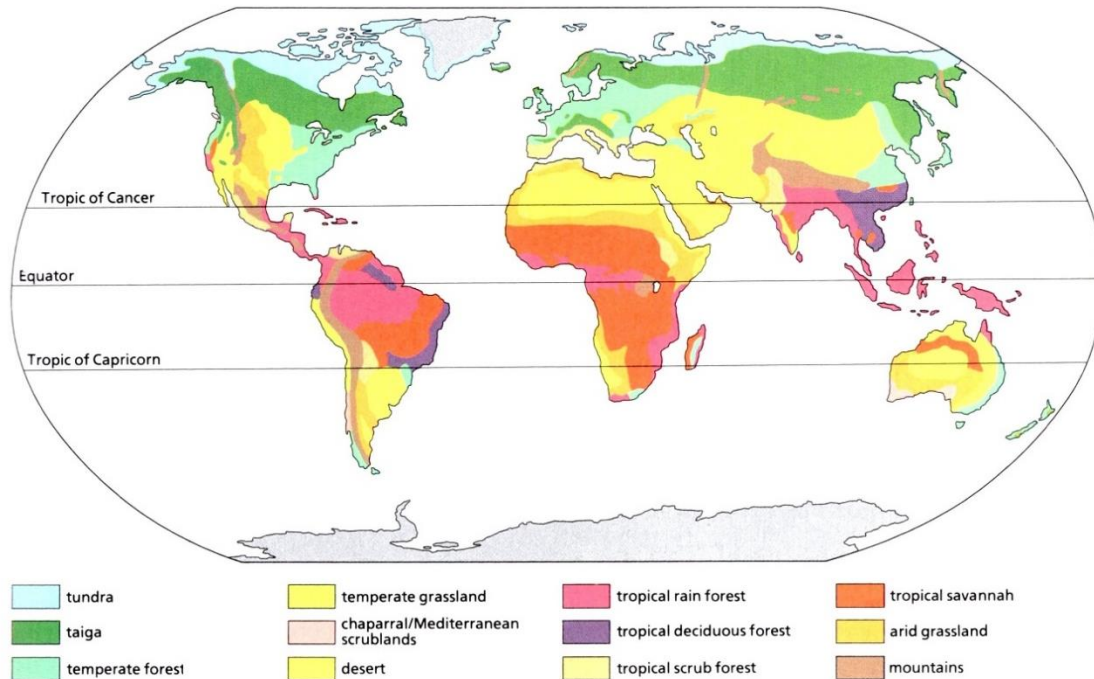 Tropic of Cancer
Equator
Tropic of Capricorn
tundra
temperate grassland
tropical rain forest
tropical savannah
taiga
chaparral/Mediterranean
scrublands
tropical deciduous forest
arid grassland
temperate forest
desert
tropical scrub forest
mountains